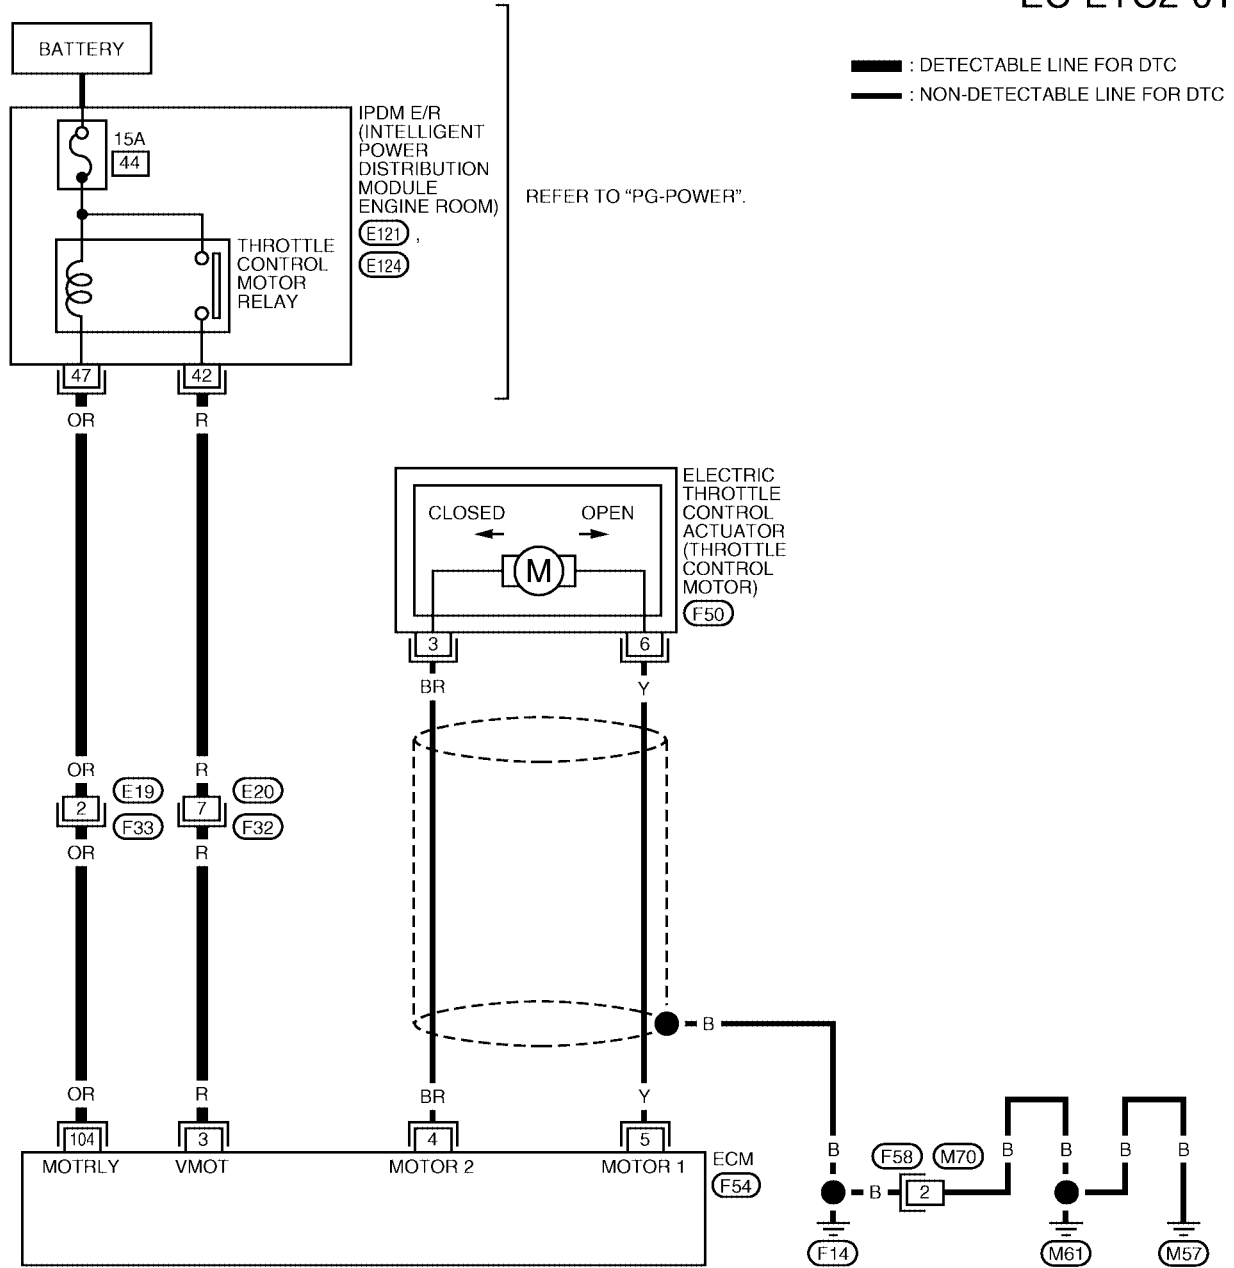 BATTERY
: DETECTABLE LINE FOR DTC
: NON-DETECTABLE LINE FOR DTC
15A
44
IPDM E/R
(INTELLIGENT
POWER
DISTRIBUTION
MODULE
ENGINE ROOM)
E121 ,
E124
REFER TO “PG-POWER”.
THROTTLE
CONTROL
MOTOR
RELAY
47
42
OR
R
ELECTRIC
THROTTLE
CONTROL
ACTUATOR
(THROTTLE
CONTROL
MOTOR)
F50
CLOSED
OPEN
M
3
6
BR
Y
OR
R
2
E19
F33
7
E20
F32
OR
R
B
OR
R
BR
Y
104
3
4
5
MOTRLY
VMOT
MOTOR 2
MOTOR 1
ECM
F54
B
F58
M70
B
B
B
B
B
2
F14
M61
M57